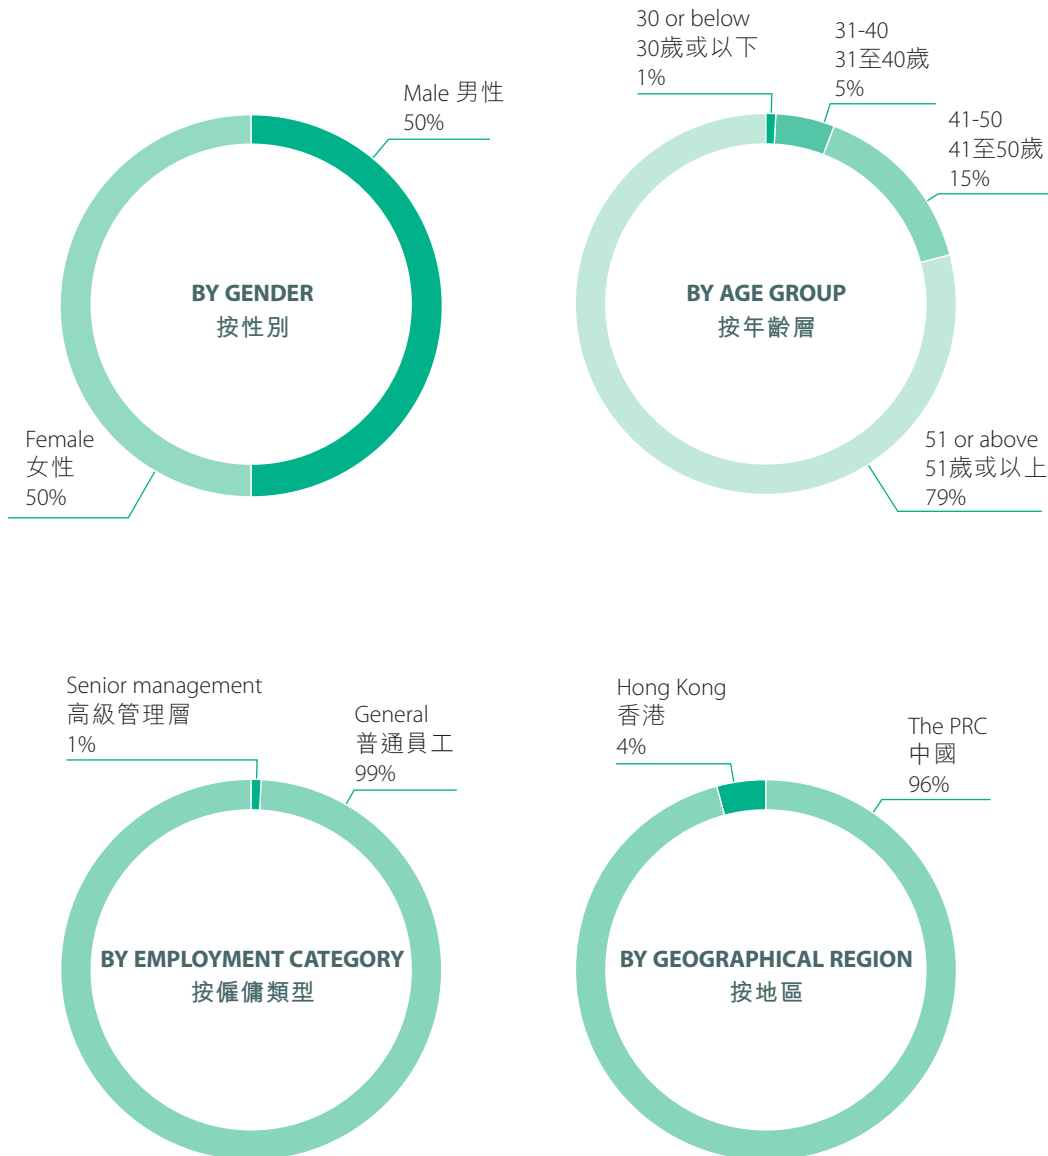 Male 男性
50%
BY GENDER
按性別
Female
女性
50%
30 or below
30歲或以下
1%
31-40
31至40歲
5%
41-50
41至50歲
15%
BY AGE GROUP
按年齡層
51 or above
51歲或以上
79%
Senior management
高級管理層
1%
General
普通員工
99%
BY EMPLOYMENT CATEGORY
按僱傭類型
Hong Kong
香港
4%
The PRC
中國
96%
BY GEOGRAPHICAL REGION
按地區